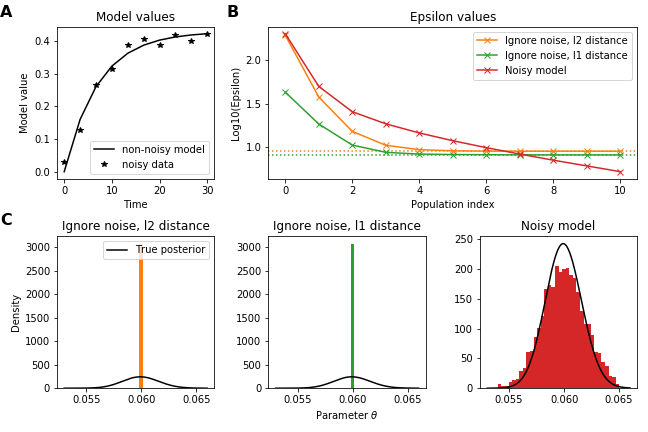 A
Model values
Model value
0.4
0.3
0.2
0.1
0.0
non-noisy model
noisy data
0
10
20
30
Time
B
Epsilon values
Log10(Epsilon)
2.0
1.5
1.0
Ignore noise, l2 distance
Ignore noise, l1 distance
Noisy model
0
2
4
6
8
10
Population index
C
Ignore noise, l2 distance
Density
3000
2500
2000
1500
1000
500
0
True posterior
0.055
0.060
0.065
Ignore noise, l1 distance
3000
2500
2000
1500
1000
500
0
0.055
0.060
0.065
Parameter θ
Noisy model
250
200
150
100
50
0
0.055
0.060
0.065